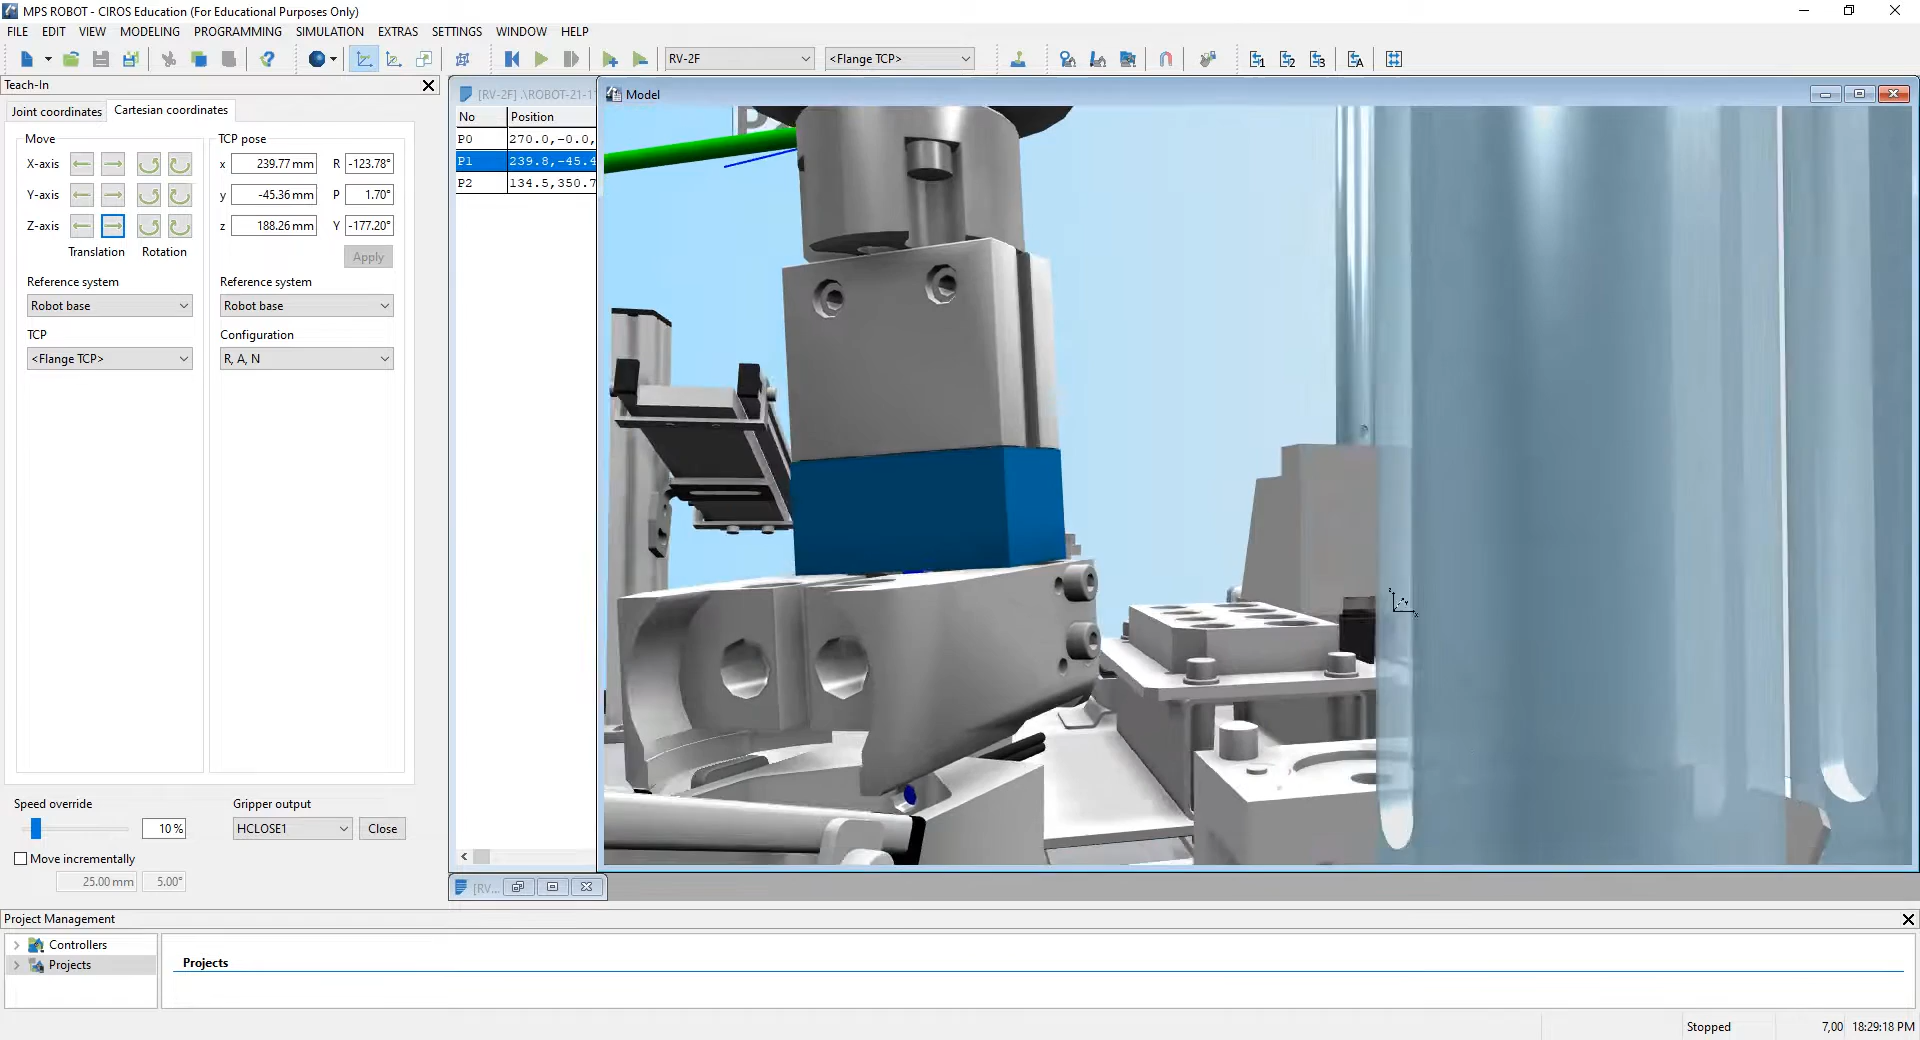 MPS ROBOT - CIROS Education (For Educational Purposes Only)
FILE EDIT VIEW MODELING PROGRAMMING SIMULATION EXTRAS SETTINGS WINDOW HELP
RV-2F <Flange TCP>
Teach-In
Joint coordinates Cartesian coordinates
Move TCP pose
X-axis x 239.77 mm R -123.78°
Y-axis y -45.36 mm P 1.70°
Z-axis z 188.26 mm Y -177.20°
Translation Rotation
Apply
Reference system Reference system
Robot base Robot base
TCP Configuration
<Flange TCP> R, A, N
Speed override Gripper output
10 % HCLOSE1 Close
Move incrementally
25.00 mm 5.00°
[RV-2F] .\ROBOT-21-1
No Position
P0 270.0,-0.0,
P1 239.8,-45.4
P2 134.5,350.7
[RV...
Model
Project Management
Controllers
Projects
Projects
Stopped 7,00 18:29:18 PM